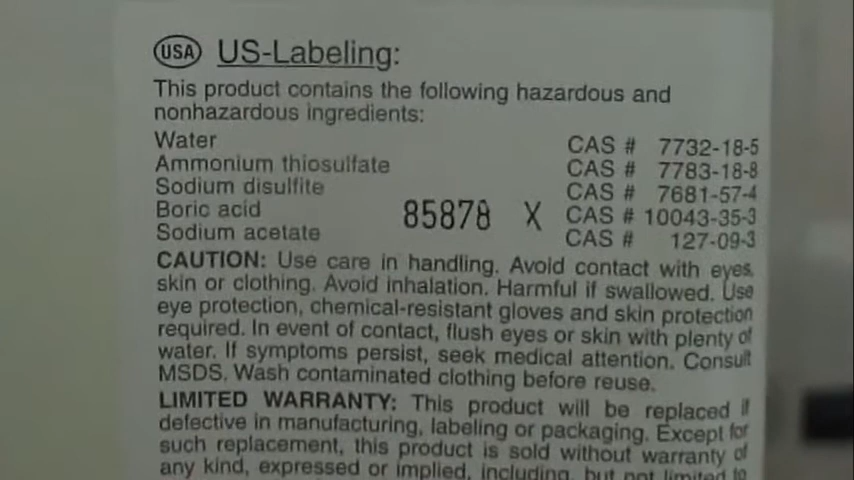 USA US-Labeling:
This product contains the following hazardous and
nonhazardous ingredients:
Water CAS # 7732-18-5
Ammonium thiosulfate CAS # 7783-18-8
Sodium disulfite CAS # 7681-57-4
Boric acid 85878 X CAS # 10043-35-3
Sodium acetate CAS # 127-09-3
CAUTION: Use care in handling. Avoid contact with eyes,
skin or clothing. Avoid inhalation. Harmful if swallowed. Use
eye protection, chemical-resistant gloves and skin protection
required. In event of contact, flush eyes or skin with plenty of
water. If symptoms persist, seek medical attention. Consult
MSDS. Wash contaminated clothing before reuse.
LIMITED WARRANTY: This product will be replaced if
defective in manufacturing, labeling or packaging. Except for
such replacement, this product is sold without warranty of
any kind, expressed or implied, including, but not limited to